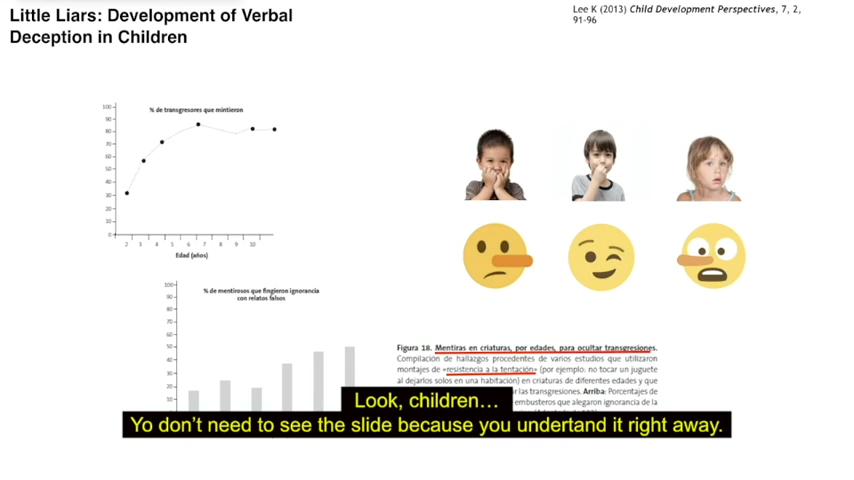 Little Liars: Development of Verbal
Deception in Children
Lee K (2013) Child Development Perspectives, 7, 2,
91-96
% de transgresores que mintieron
100
90
80
70
60
50
40
30
20
10
0
2 3 4 5 6 7 8 9 10
Edad (años)
% de mentirosos que fingieron ignorancia
con relatos falsos
100
90
80
70
60
50
40
30
20
10
Figura 18. Mentiras en criaturas, por edades, para ocultar transgresiones.
Compilación de hallazgos procedentes de varios estudios que utilizaron
montajes de «resistencia a la tentación» (por ejemplo: no tocar un juguete
al dejarlos solos en una habitación) en criaturas de diferentes edades y que
las transgresiones. Arriba: Porcentajes de
embusteros que alegaron ignorancia de la
Look, children…
Yo don't need to see the slide because you undertand it right away.